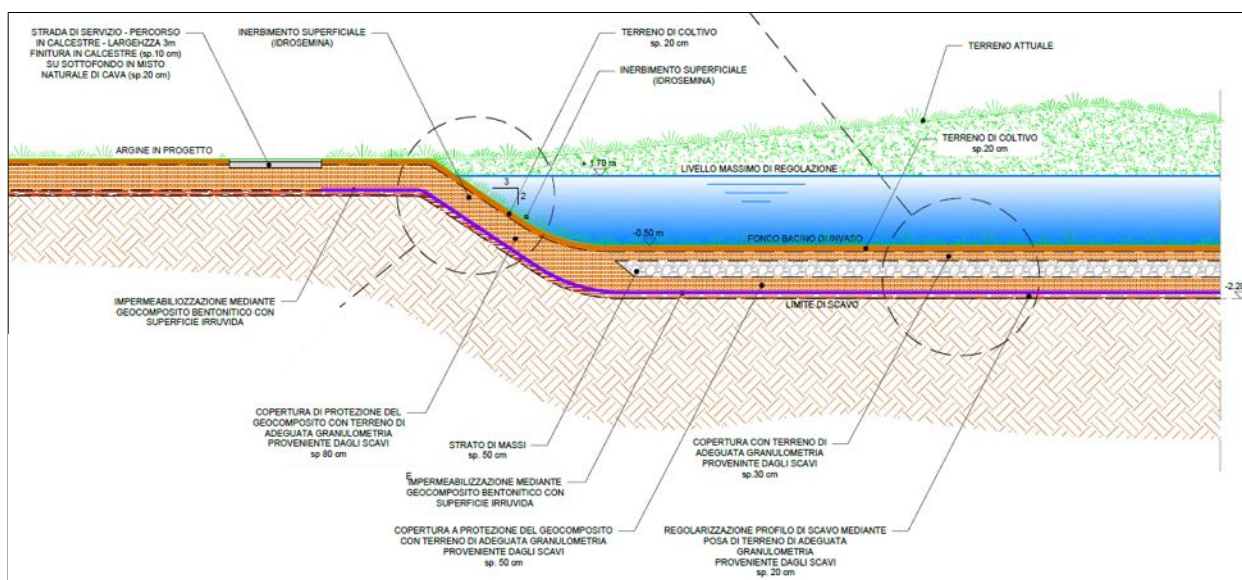 STRADA DI SERVIZIO - PERCORSO
IN CALCESTRE - LARGEHZZA 3m
FINITURA IN CALCESTRE (sp.10 cm)
SU SOTTOFONDO IN MISTO
NATURALE DI CAVA (sp.20 cm)
INERBIMENTO SUPERFICIALE
(IDROSEMINA)
TERRENO DI COLTIVO
sp. 20 cm
INERBIMENTO SUPERFICIALE
(IDROSEMINA)
TERRENO ATTUALE
TERRENO DI COLTIVO
sp.20 cm
ARGINE IN PROGETTO
+ 1.70 m
LIVELLO MASSIMO DI REGOLAZIONE
3
2
-0.50 m
FONDO BACINO DI INVASO
-2.20
LIMITE DI SCAVO
IMPERMEABILIOZZAZIONE MEDIANTE
GEOCOMPOSITO BENTONITICO CON
SUPERFICIE IRRUVIDA
COPERTURA DI PROTEZIONE DEL
GEOCOMPOSITO CON TERRENO DI
ADEGUATA GRANULOMETRIA
PROVENIENTE DAGLI SCAVI
sp 80 cm
STRATO DI MASSI
sp. 50 cm
COPERTURA CON TERRENO DI
ADEGUATA GRANULOMETRIA
PROVENINTE DAGLI SCAVI
sp.30 cm
E
IMPERMEABILIZZAZIONE MEDIANTE
GEOCOMPOSITO BENTONITICO CON
SUPERFICIE IRRUVIDA
COPERTURA A PROTEZIONE DEL GEOCOMPOSITO
CON TERRENO DI ADEGUATA GRANULOMETRIA
PROVENIENTE DAGLI SCAVI
sp. 50 cm
REGOLARIZZAZIONE PROFILO DI SCAVO MEDIANTE
POSA DI TERRENO DI ADEGUATA
GRANULOMETRIA
PROVENIENTE DAGLI SCAVI
sp. 20 cm